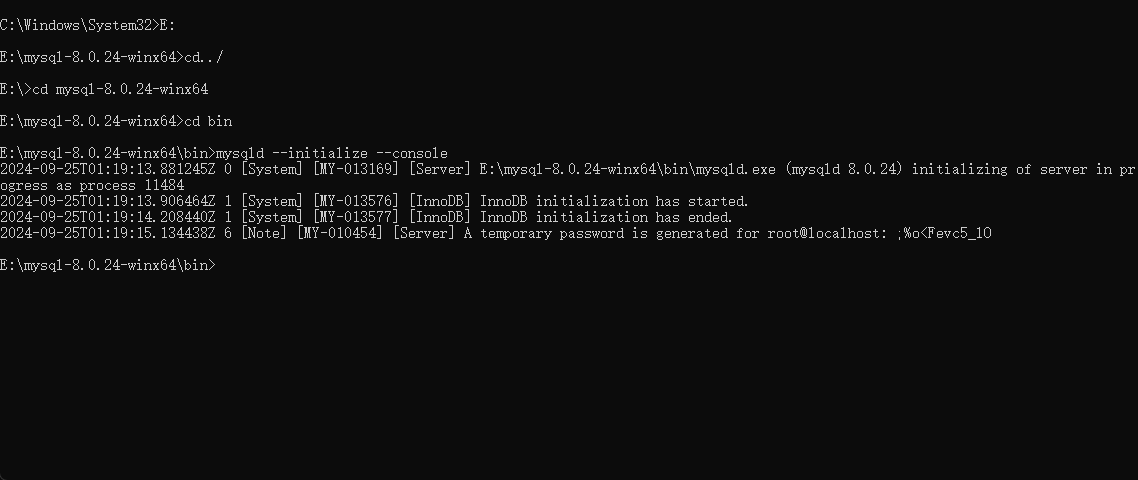 C:\Windows\System32>E:
E:\mysql-8.0.24-winx64>cd../
E:\>cd mysql-8.0.24-winx64
E:\mysql-8.0.24-winx64>cd bin
E:\mysql-8.0.24-winx64\bin>mysqld --initialize --console
2024-09-25T01:19:13.881245Z 0 [System] [MY-013169] [Server] E:\mysql-8.0.24-winx64\bin\mysqld.exe (mysqld 8.0.24) initializing of server in pr
ogress as process 11484
2024-09-25T01:19:13.906464Z 1 [System] [MY-013576] [InnoDB] InnoDB initialization has started.
2024-09-25T01:19:14.208440Z 1 [System] [MY-013577] [InnoDB] InnoDB initialization has ended.
2024-09-25T01:19:15.134438Z 6 [Note] [MY-010454] [Server] A temporary password is generated for root@localhost: ;%o<Fevc5_lO
E:\mysql-8.0.24-winx64\bin>